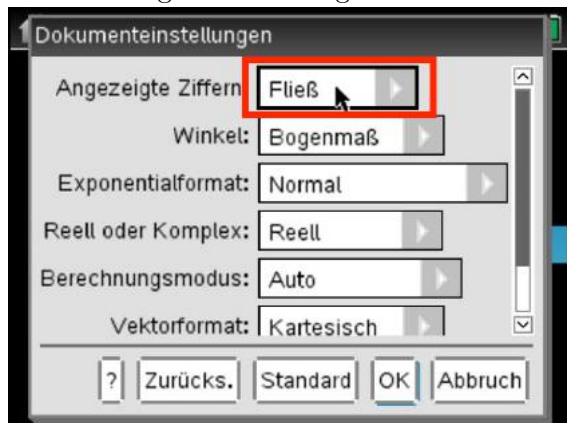 Dokumenteinstellungen
Angezeigte Ziffern Fließ
Winkel: Bogenmaß
Exponentialformat: Normal
Reell oder Komplex: Reell
Berechnungsmodus: Auto
Vektorformat: Kartesisch
? Zurücks. Standard OK Abbruch